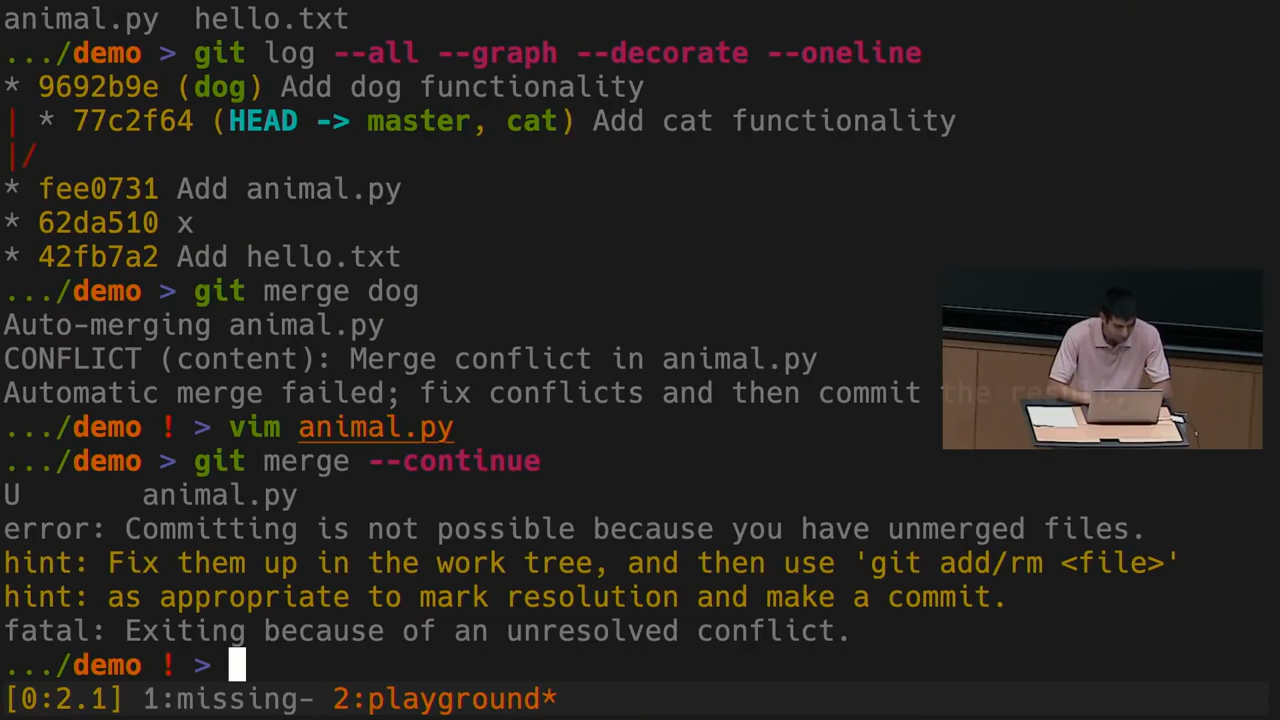 animal.py  hello.txt
.../demo > git log --all --graph --decorate --oneline
* 9692b9e (dog) Add dog functionality
| * 77c2f64 (HEAD -> master, cat) Add cat functionality
|/
* fee0731 Add animal.py
* 62da510 x
* 42fb7a2 Add hello.txt
.../demo > git merge dog
Auto-merging animal.py
CONFLICT (content): Merge conflict in animal.py
Automatic merge failed; fix conflicts and then commit the result.
.../demo ! > vim animal.py
.../demo > git merge --continue
U       animal.py
error: Committing is not possible because you have unmerged files.
hint: Fix them up in the work tree, and then use 'git add/rm <file>'
hint: as appropriate to mark resolution and make a commit.
fatal: Exiting because of an unresolved conflict.
.../demo ! >
[0:2.1] 1:missing- 2:playground*